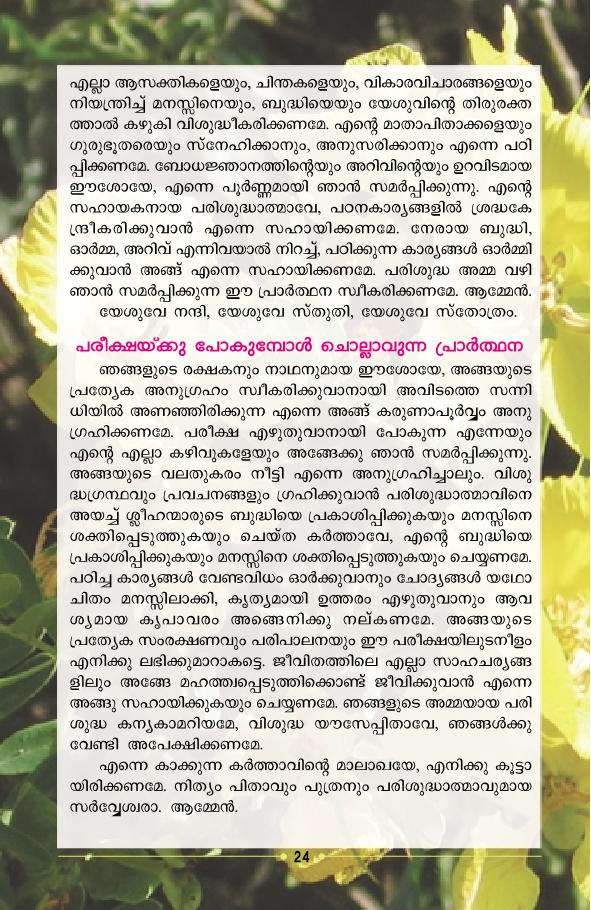 എല്ലാ ആസക്തികളെയും, ചിന്തകളെയും, വികാരവിചാരങ്ങളെയും
നിയന്ത്രിച്ച് മനസ്സിനെയും, ബുദ്ധിയെയും യേശുവിന്റെ തിരുരക്ത
ത്താൽ കഴുകി വിശുദ്ധീകരിക്കണമേ. എന്റെ മാതാപിതാക്കളെയും
ഗുരുഭൂതരെയും സ്നേഹിക്കാനും, അനുസരിക്കാനും എന്നെ പഠി
പ്പിക്കണമേ. ബോധജ്ഞാനത്തിന്റെയും അറിവിന്റെയും ഉറവിടമായ
ഈശോയേ, എന്നെ പൂർണ്ണമായി ഞാൻ സമർപ്പിക്കുന്നു. എന്റെ
സഹായകനായ പരിശുദ്ധാത്മാവേ, പഠനകാര്യങ്ങളിൽ ശ്രദ്ധകേ
ന്ദ്രീകരിക്കുവാൻ എന്നെ സഹായിക്കണമേ. നേരായ ബുദ്ധി,
ഓർമ്മ, അറിവ് എന്നിവയാൽ നിറച്ച്, പഠിക്കുന്ന കാര്യങ്ങൾ ഓർമ്മി
ക്കുവാൻ അങ്ങ് എന്നെ സഹായിക്കണമേ. പരിശുദ്ധ അമ്മ വഴി
ഞാൻ സമർപ്പിക്കുന്ന ഈ പ്രാർത്ഥന സ്വീകരിക്കണമേ. ആമ്മേൻ.
യേശുവേ നന്ദി, യേശുവേ സ്തുതി, യേശുവേ സ്തോത്രം.
പരീക്ഷയ്ക്കു പോകുമ്പോൾ ചൊല്ലാവുന്ന പ്രാർത്ഥന
ഞങ്ങളുടെ രക്ഷകനും നാഥനുമായ ഈശോയേ, അങ്ങയുടെ
പ്രത്യേക അനുഗ്രഹം സ്വീകരിക്കുവാനായി അവിടത്തെ സന്നി
ധിയിൽ അണഞ്ഞിരിക്കുന്ന എന്നെ അങ്ങ് കരുണാപൂർവ്വം അനു
ഗ്രഹിക്കണമേ. പരീക്ഷ എഴുതുവാനായി പോകുന്ന എന്നേയും
എന്റെ എല്ലാ കഴിവുകളേയും അങ്ങേക്കു ഞാൻ സമർപ്പിക്കുന്നു.
അങ്ങയുടെ വലതുകരം നീട്ടി എന്നെ അനുഗ്രഹിച്ചാലും. വിശു
ദ്ധഗ്രന്ഥവും പ്രവചനങ്ങളും ഗ്രഹിക്കുവാൻ പരിശുദ്ധാത്മാവിനെ
അയച്ച് ശ്ലീഹന്മാരുടെ ബുദ്ധിയെ പ്രകാശിപ്പിക്കുകയും മനസ്സിനെ
ശക്തിപ്പെടുത്തുകയും ചെയ്ത കർത്താവേ, എന്റെ ബുദ്ധിയെ
പ്രകാശിപ്പിക്കുകയും മനസ്സിനെ ശക്തിപ്പെടുത്തുകയും ചെയ്യണമേ.
പഠിച്ച കാര്യങ്ങൾ വേണ്ടവിധം ഓർക്കുവാനും ചോദ്യങ്ങൾ യഥോ
ചിതം മനസ്സിലാക്കി, കൃത്യമായി ഉത്തരം എഴുതുവാനും ആവ
ശ്യമായ കൃപാവരം അങ്ങെനിക്കു നല്കണമേ. അങ്ങയുടെ
പ്രത്യേക സംരക്ഷണവും പരിപാലനയും ഈ പരീക്ഷയിലുടനീളം
എനിക്കു ലഭിക്കുമാറാകട്ടെ. ജീവിതത്തിലെ എല്ലാ സാഹചര്യങ്ങ
ളിലും അങ്ങേ മഹത്ത്വപ്പെടുത്തിക്കൊണ്ട് ജീവിക്കുവാൻ എന്നെ
അങ്ങു സഹായിക്കുകയും ചെയ്യണമേ. ഞങ്ങളുടെ അമ്മയായ പരി
ശുദ്ധ കന്യകാമറിയമേ, വിശുദ്ധ യൗസേപ്പിതാവേ, ഞങ്ങൾക്കു
വേണ്ടി അപേക്ഷിക്കണമേ.
എന്നെ കാക്കുന്ന കർത്താവിന്റെ മാലാഖയേ, എനിക്കു കൂട്ടാ
യിരിക്കണമേ. നിത്യം പിതാവും പുത്രനും പരിശുദ്ധാത്മാവുമായ
സർവ്വേശ്വരാ. ആമ്മേൻ.
24